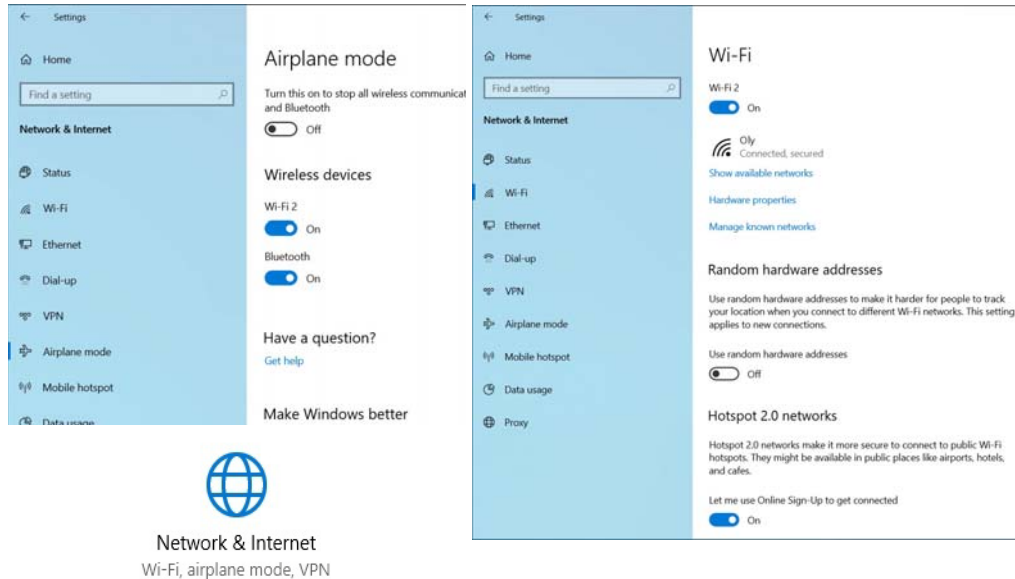 Settings
Home
Find a setting
Network & Internet
Status
Wi-Fi
Ethernet
Dial-up
VPN
Airplane mode
Mobile hotspot
Data usage
Airplane mode
Turn this on to stop all wireless communicat
and Bluetooth
Off
Wireless devices
Wi-Fi 2
On
Bluetooth
On
Have a question?
Get help
Make Windows better
Network & Internet
Wi-Fi, airplane mode, VPN
Settings
Home
Find a setting
Network & Internet
Status
Wi-Fi
Ethernet
Dial-up
VPN
Airplane mode
Mobile hotspot
Data usage
Proxy
Wi-Fi
Wi-Fi 2
On
Oly
Connected, secured
Show available networks
Hardware properties
Manage known networks
Random hardware addresses
Use random hardware addresses to make it harder for people to track
your location when you connect to different Wi-Fi networks. This setting
applies to new connections.
Use random hardware addresses
Off
Hotspot 2.0 networks
Hotspot 2.0 networks make it more secure to connect to public Wi-Fi
hotspots. They might be available in public places like airports, hotels,
and cafes.
Let me use Online Sign-Up to get connected
On